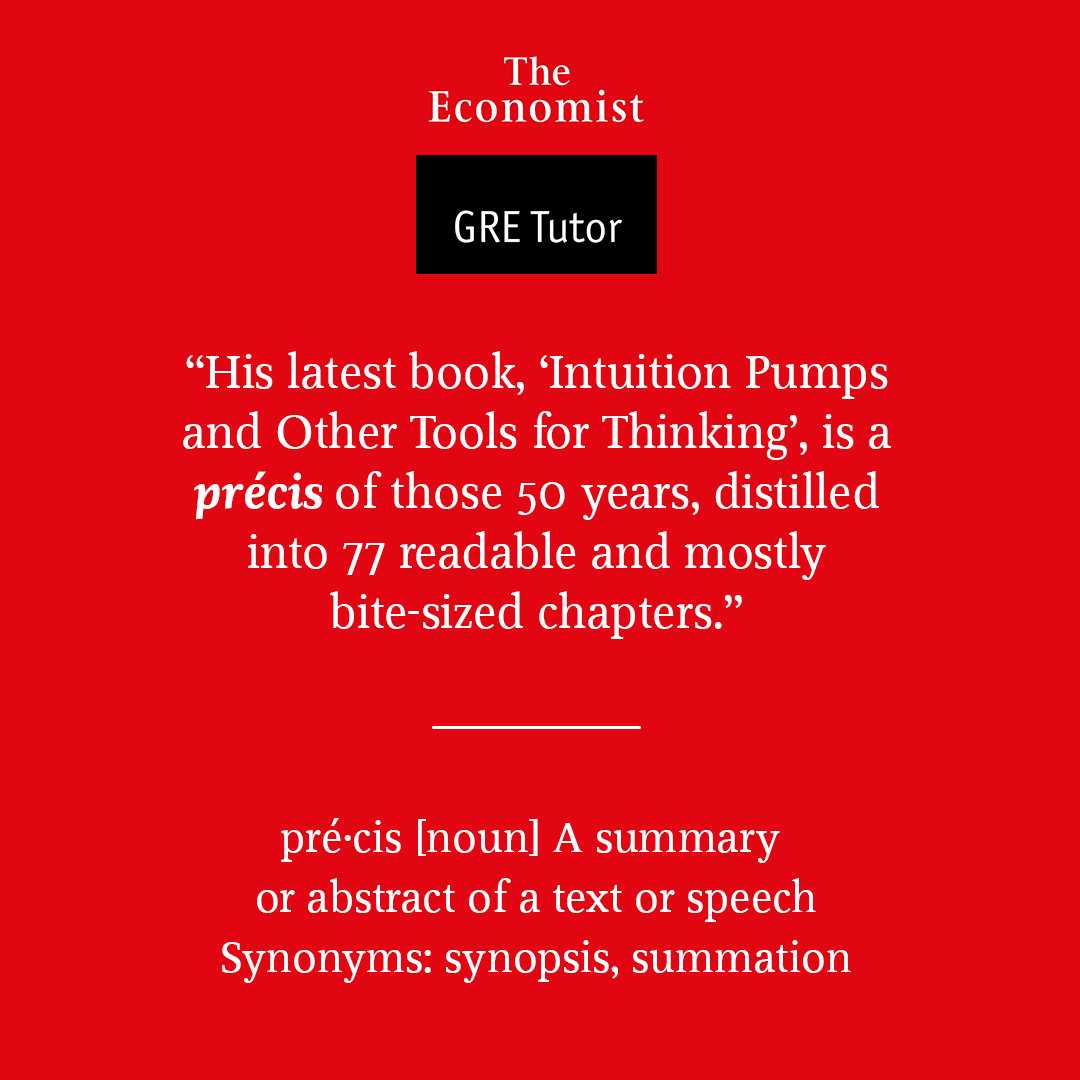 The
Economist
GRE Tutor
“His latest book, ‘Intuition Pumps
and Other Tools for Thinking’, is a
précis of those 50 years, distilled
into 77 readable and mostly
bite-sized chapters.”
pré·cis [noun] A summary
or abstract of a text or speech
Synonyms: synopsis, summation